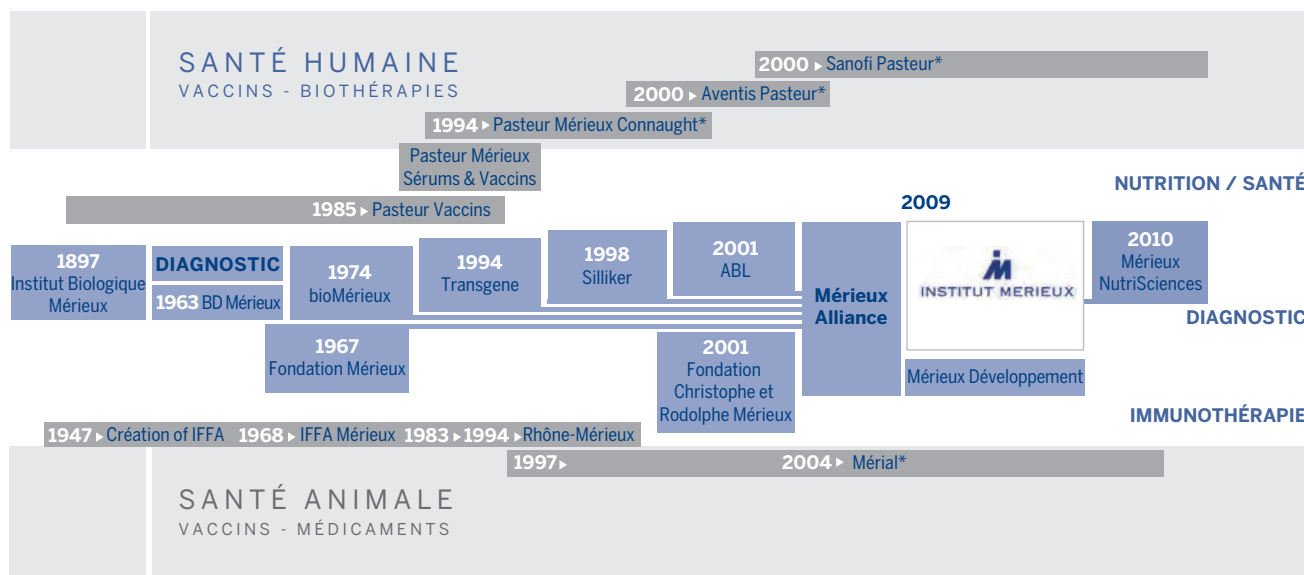 SANTÉ HUMAINE
VACCINS - BIOTHÉRAPIES
2000 ▸ Sanofi Pasteur*
2000 ▸ Aventis Pasteur*
1994 ▸ Pasteur Mérieux Connaught*
Pasteur Mérieux
Sérums & Vaccins
1985 ▸ Pasteur Vaccins
NUTRITION / SANTÉ
2009
1897
Institut Biologique
Mérieux
DIAGNOSTIC
1963 BD Mérieux
1974
bioMérieux
1994
Transgene
1998
Silliker
2001
ABL
Mérieux
Alliance
INSTITUT MERIEUX
2010
Mérieux
NutriSciences
DIAGNOSTIC
1967
Fondation Mérieux
2001
Fondation
Christophe et
Rodolphe Mérieux
Mérieux Développement
IMMUNOTHÉRAPIE
1947 ▸ Création of IFFA 1968 ▸ IFFA Mérieux 1983 ▸ 1994 ▸ Rhône-Mérieux
1997 ▸ 2004 ▸ Mérial*
SANTÉ ANIMALE
VACCINS - MÉDICAMENTS